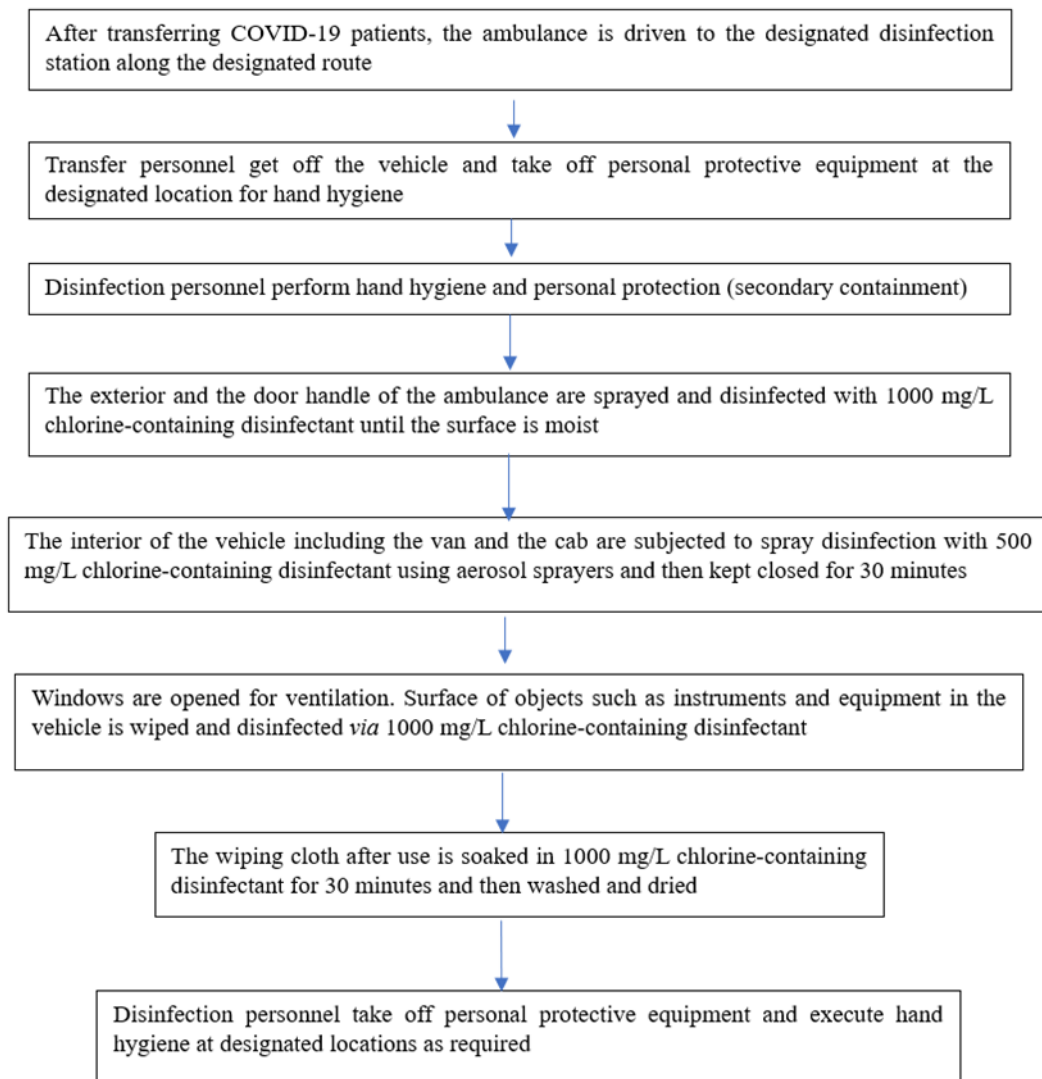 After transferring COVID-19 patients, the ambulance is driven to the designated disinfection
station along the designated route
Transfer personnel get off the vehicle and take off personal protective equipment at the
designated location for hand hygiene
Disinfection personnel perform hand hygiene and personal protection (secondary containment)
The exterior and the door handle of the ambulance are sprayed and disinfected with 1000 mg/L
chlorine-containing disinfectant until the surface is moist
The interior of the vehicle including the van and the cab are subjected to spray disinfection with 500
mg/L chlorine-containing disinfectant using aerosol sprayers and then kept closed for 30 minutes
Windows are opened for ventilation. Surface of objects such as instruments and equipment in the
vehicle is wiped and disinfected via 1000 mg/L chlorine-containing disinfectant
The wiping cloth after use is soaked in 1000 mg/L chlorine-containing
disinfectant for 30 minutes and then washed and dried
Disinfection personnel take off personal protective equipment and execute hand
hygiene at designated locations as required